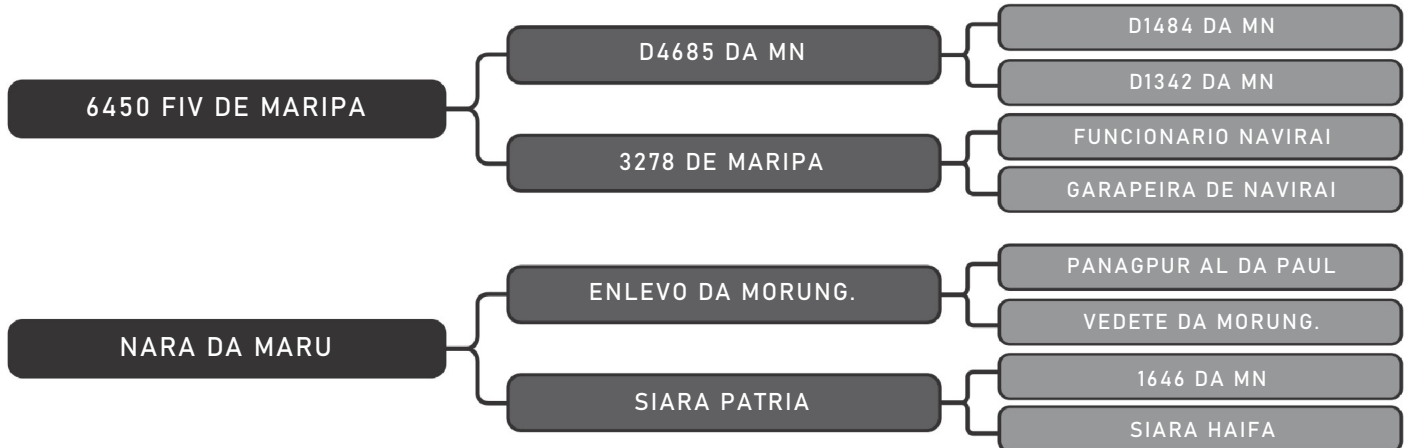 D1484 DA MN
D4685 DA MN
D1342 DA MN
6450 FIV DE MARIPA
FUNCIONARIO NAVIRAI
3278 DE MARIPA
GARAPEIRA DE NAVIRAI
PANAGPUR AL DA PAUL
ENLEVO DA MORUNG.
VEDETE DA MORUNG.
NARA DA MARU
1646 DA MN
SIARA PATRIA
SIARA HAIFA